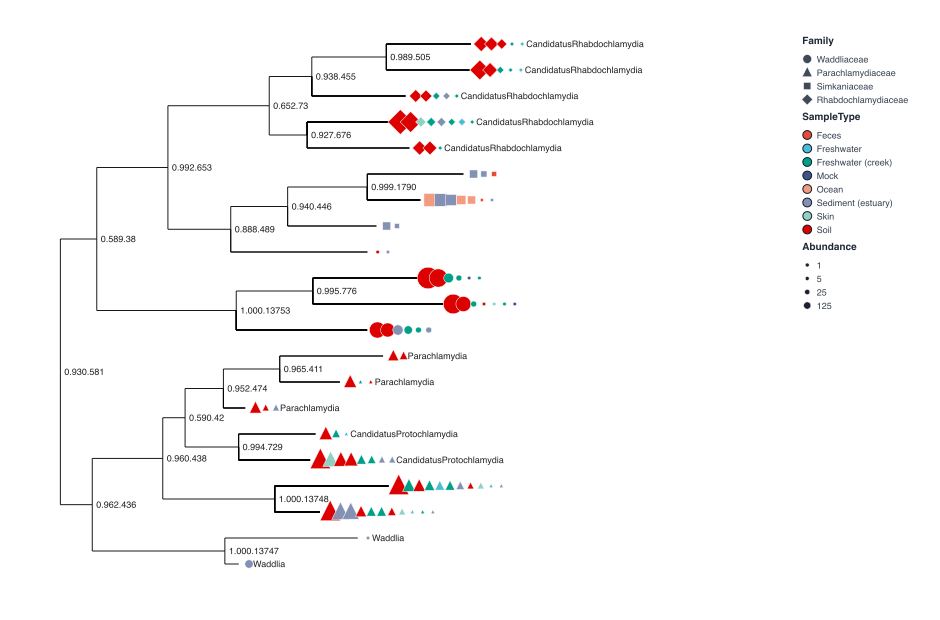 CandidatusRhabdochlamydia
0.989.505
CandidatusRhabdochlamydia
0.938.455
CandidatusRhabdochlamydia
0.652.73
CandidatusRhabdochlamydia
0.927.676
CandidatusRhabdochlamydia
0.992.653
0.999.1790
0.940.446
0.888.489
0.589.38
0.995.776
1.000.13753
Parachlamydia
0.965.411
0.930.581
Parachlamydia
0.952.474
Parachlamydia
0.590.42
CandidatusProtochlamydia
0.994.729
0.960.438
CandidatusProtochlamydia
1.000.13748
0.962.436
Waddlia
1.000.13747
Waddlia
Family
Waddliaceae
Parachlamydiaceae
Simkaniaceae
Rhabdochlamydiaceae
SampleType
Feces
Freshwater
Freshwater (creek)
Mock
Ocean
Sediment (estuary)
Skin
Soil
Abundance
1
5
25
125